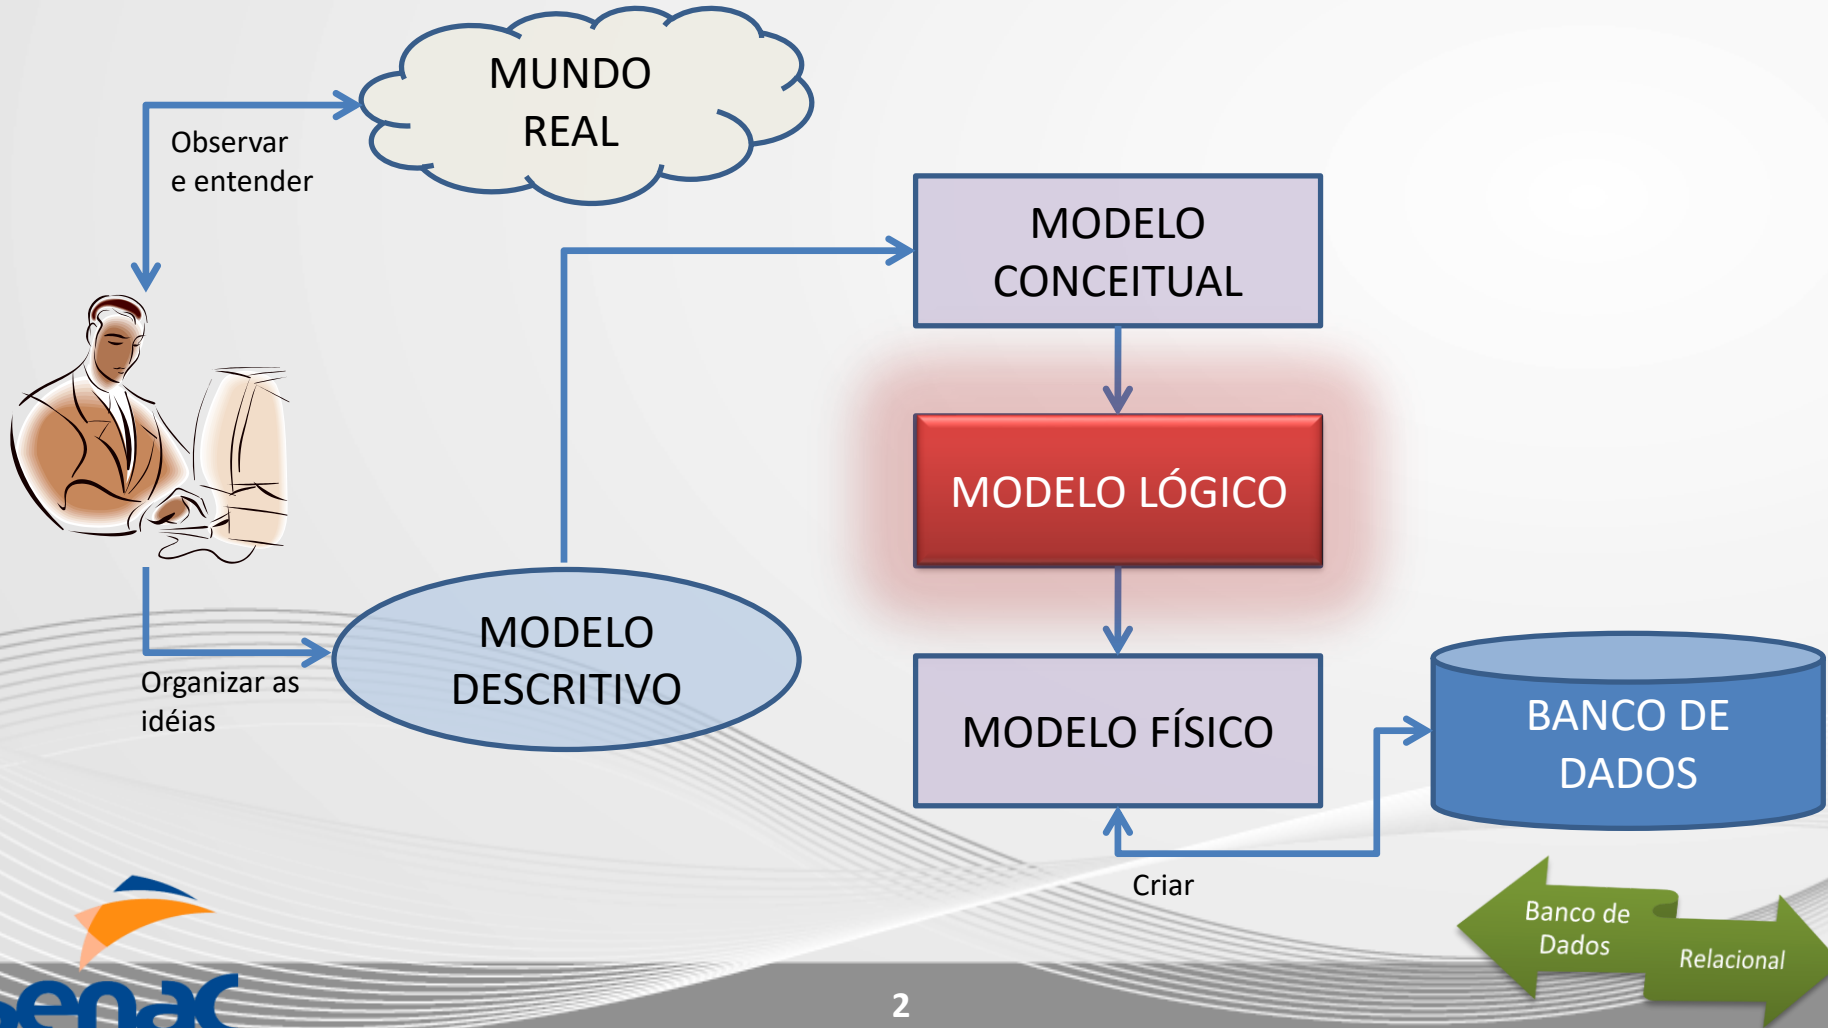 MUNDO
REAL
Observar
e entender
MODELO
CONCEITUAL
MODELO LÓGICO
MODELO
DESCRITIVO
Organizar as
idéias
MODELO FÍSICO
BANCO DE
DADOS
Criar
Banco de
Dados
Relacional
senac
2